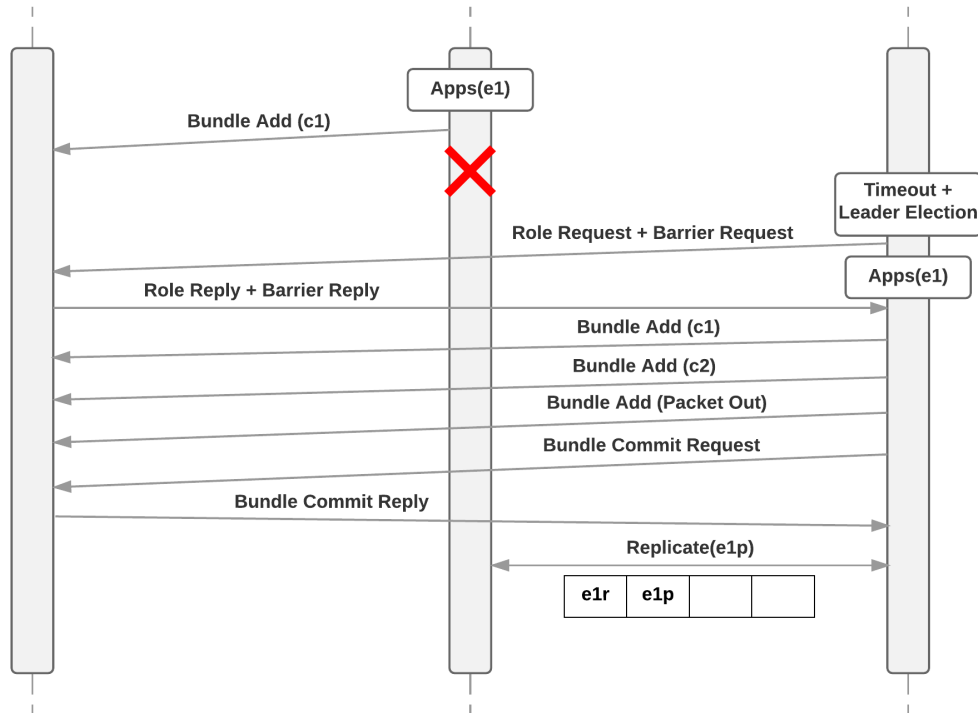 Apps(e1)
Bundle Add (c1)
Timeout +
Leader Election
Role Request + Barrier Request
Apps(e1)
Role Reply + Barrier Reply
Bundle Add (c1)
Bundle Add (c2)
Bundle Add (Packet Out)
Bundle Commit Request
Bundle Commit Reply
Replicate(e1p)
e1r e1p